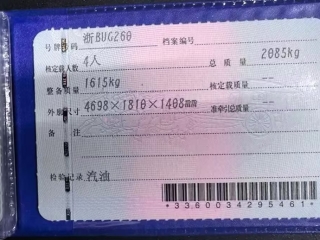 号牌号码 浙BUG260 档案编号
核定载人数 4人 总质量 2085kg
整备质量 1615kg 核定载质量 --
外廓尺寸 4698×1810×1408mm 准牵引总质量 --
备注
检验记录 汽油
*3360034295461*